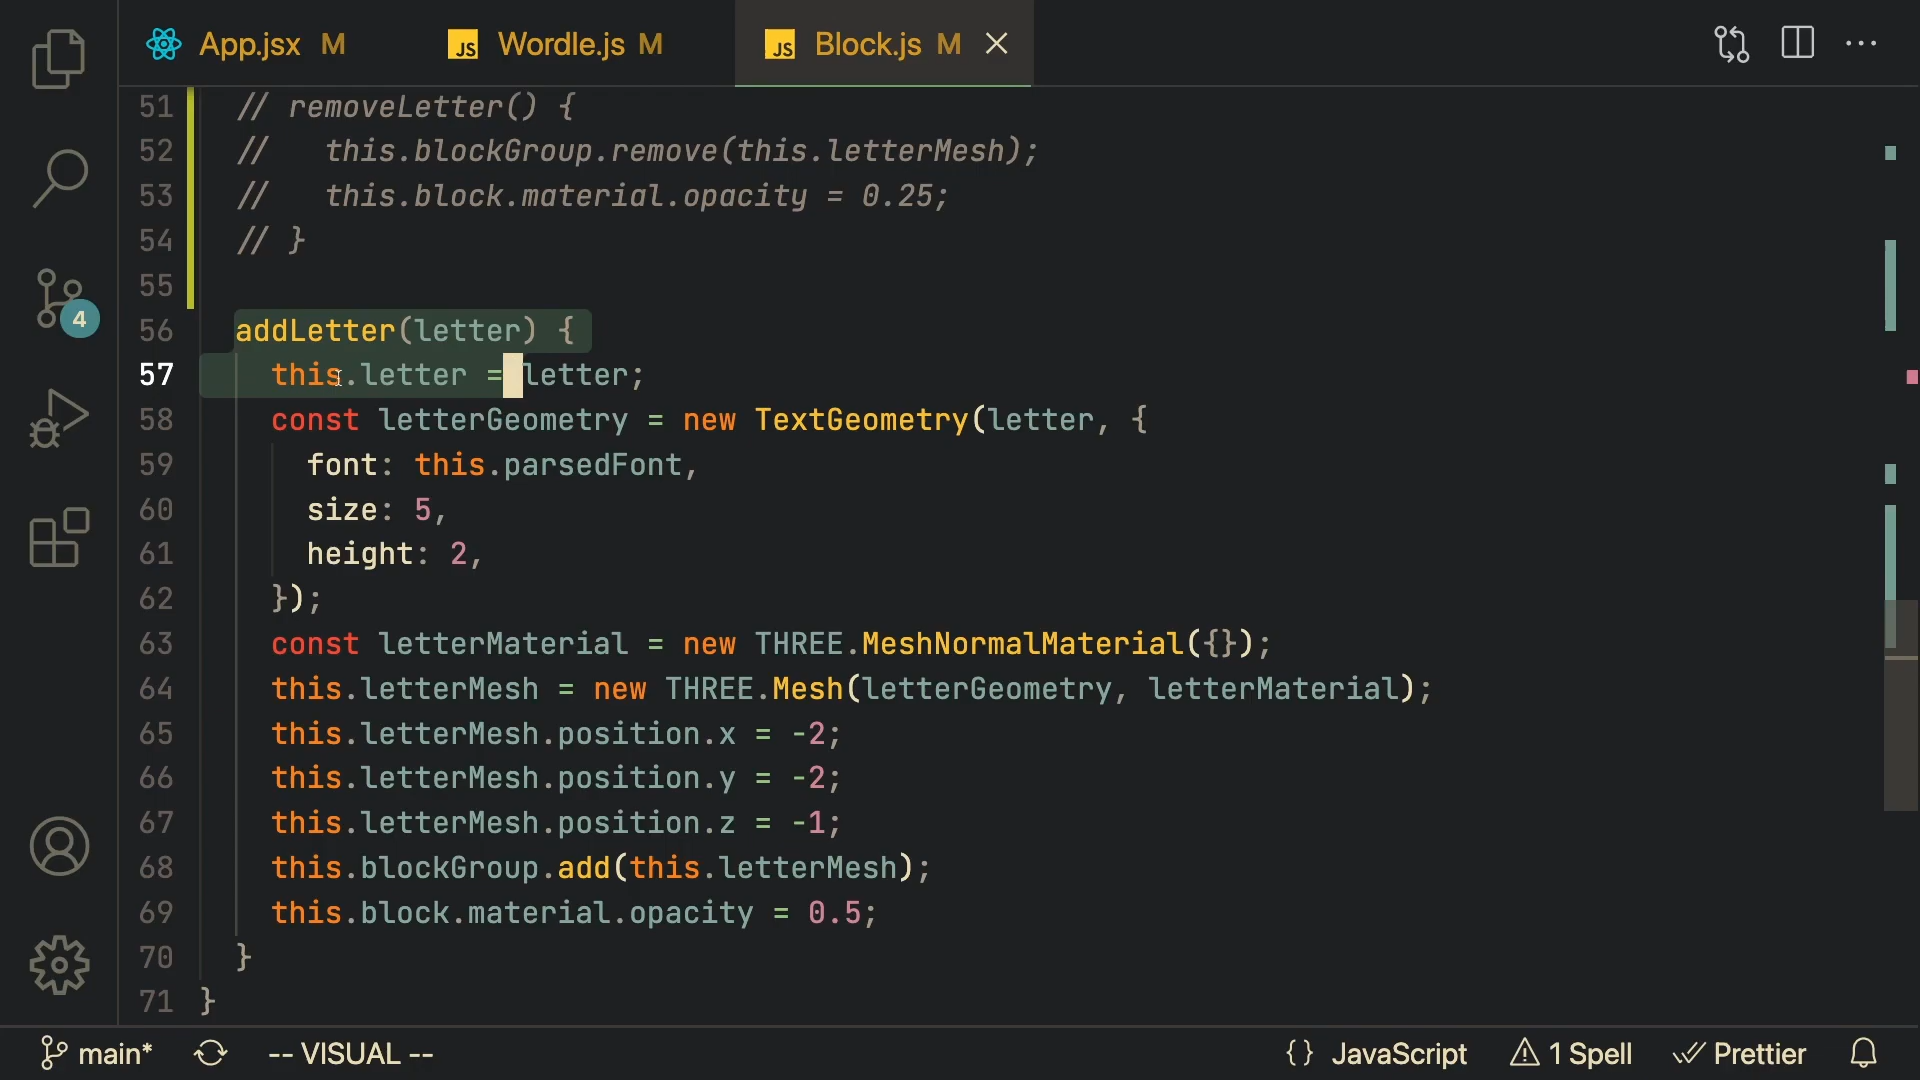 App.jsx M
JS Wordle.js M
JS Block.js M
51 // removeLetter() {
52 //   this.blockGroup.remove(this.letterMesh);
53 //   this.block.material.opacity = 0.25;
54 // }
55
56 addLetter(letter) {
57   this.letter = letter;
58   const letterGeometry = new TextGeometry(letter, {
59     font: this.parsedFont,
60     size: 5,
61     height: 2,
62   });
63   const letterMaterial = new THREE.MeshNormalMaterial({});
64   this.letterMesh = new THREE.Mesh(letterGeometry, letterMaterial);
65   this.letterMesh.position.x = -2;
66   this.letterMesh.position.y = -2;
67   this.letterMesh.position.z = -1;
68   this.blockGroup.add(this.letterMesh);
69   this.block.material.opacity = 0.5;
70 }
71 }
4
main* -- VISUAL -- {} JavaScript 1 Spell Prettier